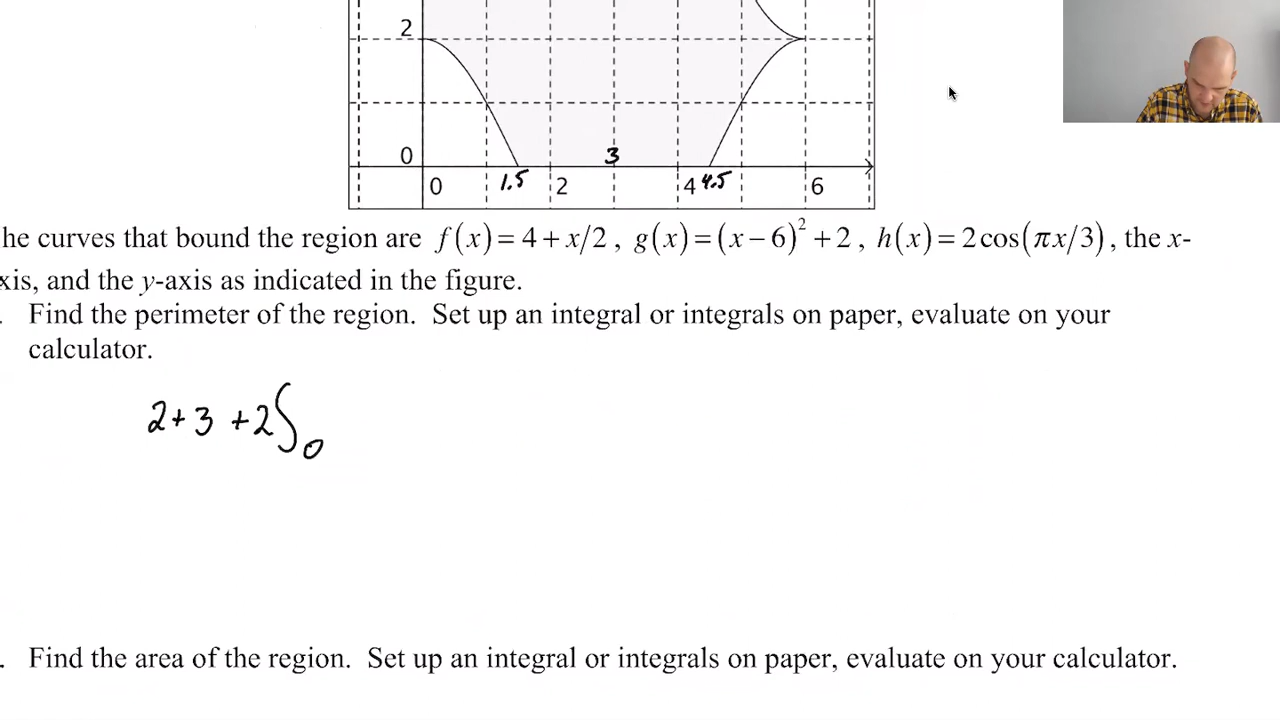 2
0
3
0 1.5 2 4 4.5 6
he curves that bound the region are f(x) = 4 + x/2, g(x) = (x − 6)² + 2, h(x) = 2cos(πx/3), the x-
xis, and the y-axis as indicated in the figure.
. Find the perimeter of the region. Set up an integral or integrals on paper, evaluate on your
calculator.
2 + 3 + 2∫₀
. Find the area of the region. Set up an integral or integrals on paper, evaluate on your calculator.